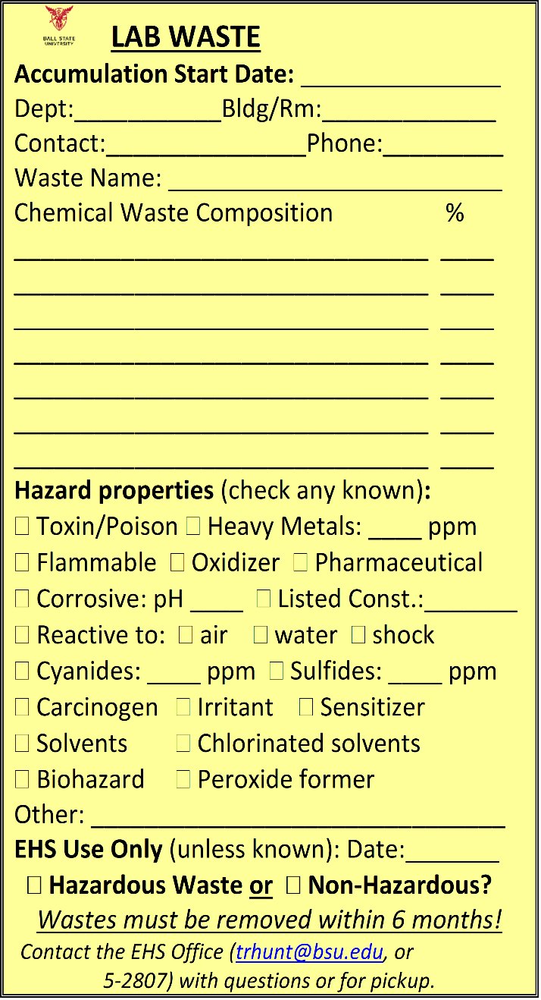 BALL STATE
UNIVERSITY
LAB WASTE
Accumulation Start Date: _______________
Dept:___________Bldg/Rm:_____________
Contact:_______________Phone:_________
Waste Name: _________________________
Chemical Waste Composition %
_______________________________ ____
_______________________________ ____
_______________________________ ____
_______________________________ ____
_______________________________ ____
_______________________________ ____
_______________________________ ____
Hazard properties (check any known):
☐ Toxin/Poison ☐ Heavy Metals: ____ ppm
☐ Flammable ☐ Oxidizer ☐ Pharmaceutical
☐ Corrosive: pH ____ ☐ Listed Const.:_______
☐ Reactive to: ☐ air ☐ water ☐ shock
☐ Cyanides: ____ ppm ☐ Sulfides: ____ ppm
☐ Carcinogen ☐ Irritant ☐ Sensitizer
☐ Solvents ☐ Chlorinated solvents
☐ Biohazard ☐ Peroxide former
Other: _______________________________
EHS Use Only (unless known): Date:_______
☐ Hazardous Waste or ☐ Non-Hazardous?
Wastes must be removed within 6 months!
Contact the EHS Office (trhunt@bsu.edu, or
5-2807) with questions or for pickup.